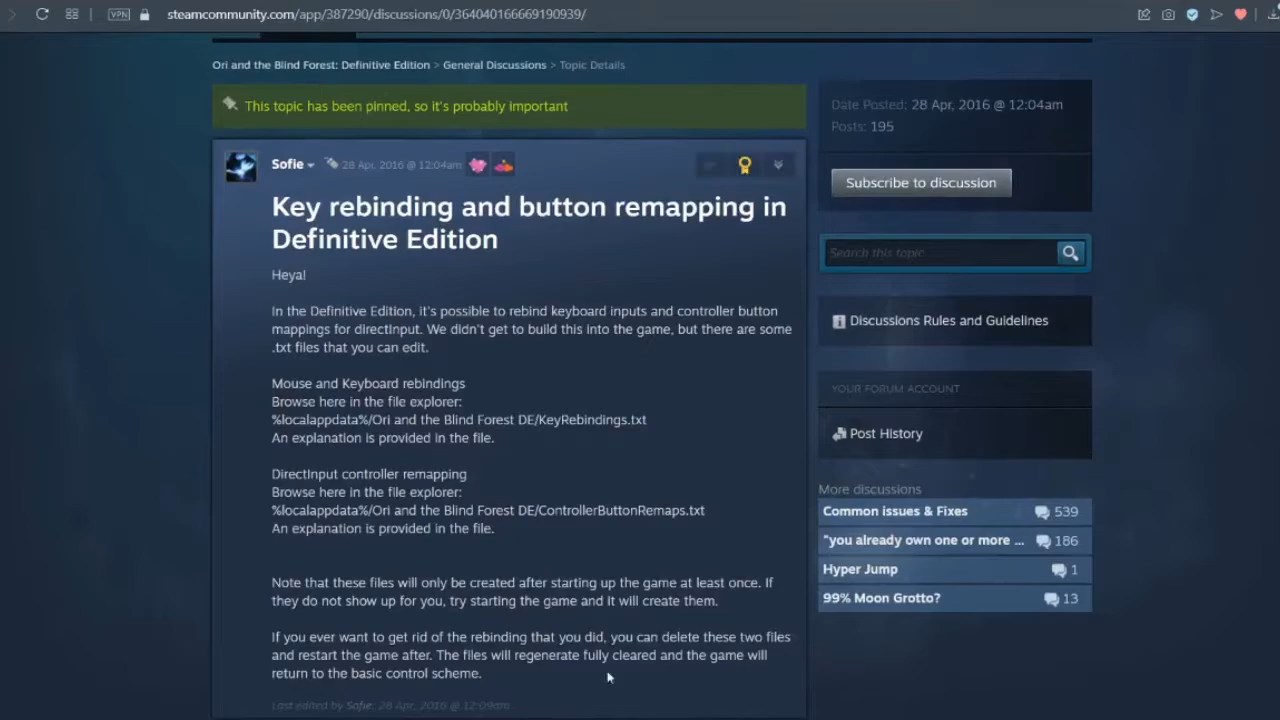 VPN
steamcommunity.com/app/387290/discussions/0/364040166669190939/
Ori and the Blind Forest: Definitive Edition > General Discussions > Topic Details
This topic has been pinned, so it's probably important
Sofie 28 Apr, 2016 @ 12:04am
Key rebinding and button remapping in
Definitive Edition
Heya!
In the Definitive Edition, it's possible to rebind keyboard inputs and controller button
mappings for directInput. We didn't get to build this into the game, but there are some
.txt files that you can edit.
Mouse and Keyboard rebindings
Browse here in the file explorer:
%localappdata%/Ori and the Blind Forest DE/KeyRebindings.txt
An explanation is provided in the file.
DirectInput controller remapping
Browse here in the file explorer:
%localappdata%/Ori and the Blind Forest DE/ControllerButtonRemaps.txt
An explanation is provided in the file.
Note that these files will only be created after starting up the game at least once. If
they do not show up for you, try starting the game and it will create them.
If you ever want to get rid of the rebinding that you did, you can delete these two files
and restart the game after. The files will regenerate fully cleared and the game will
return to the basic control scheme.
Last edited by Sofie; 28 Apr, 2016 @ 12:09am
Date Posted: 28 Apr, 2016 @ 12:04am
Posts: 195
Subscribe to discussion
Search this topic
Discussions Rules and Guidelines
YOUR FORUM ACCOUNT
Post History
More discussions
Common issues & Fixes 539
"you already own one or more ... 186
Hyper Jump 1
99% Moon Grotto? 13